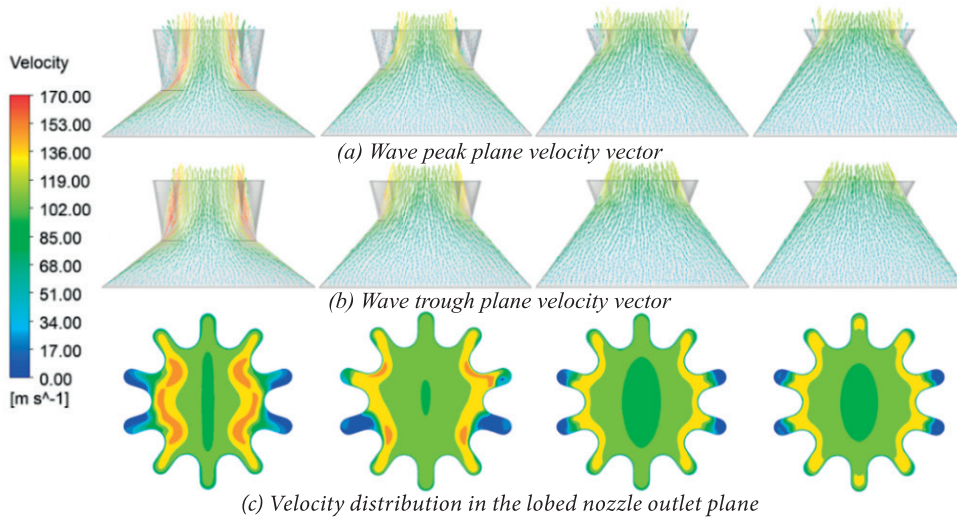 Velocity
170.00
153.00
136.00
119.00
102.00
85.00
68.00
51.00
34.00
17.00
0.00
[m s^-1]
(a) Wave peak plane velocity vector
(b) Wave trough plane velocity vector
(c) Velocity distribution in the lobed nozzle outlet plane